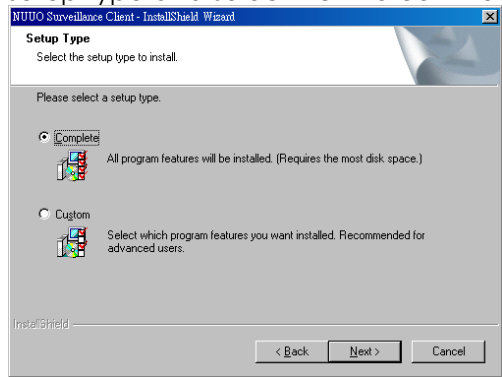 NUUO Surveillance Client - InstallShield Wizard
Setup Type
Select the setup type to install.
Please select a setup type.
Complete
All program features will be installed. (Requires the most disk space.)
Custom
Select which program features you want installed. Recommended for
advanced users.
InstallShield
< Back
Next >
Cancel